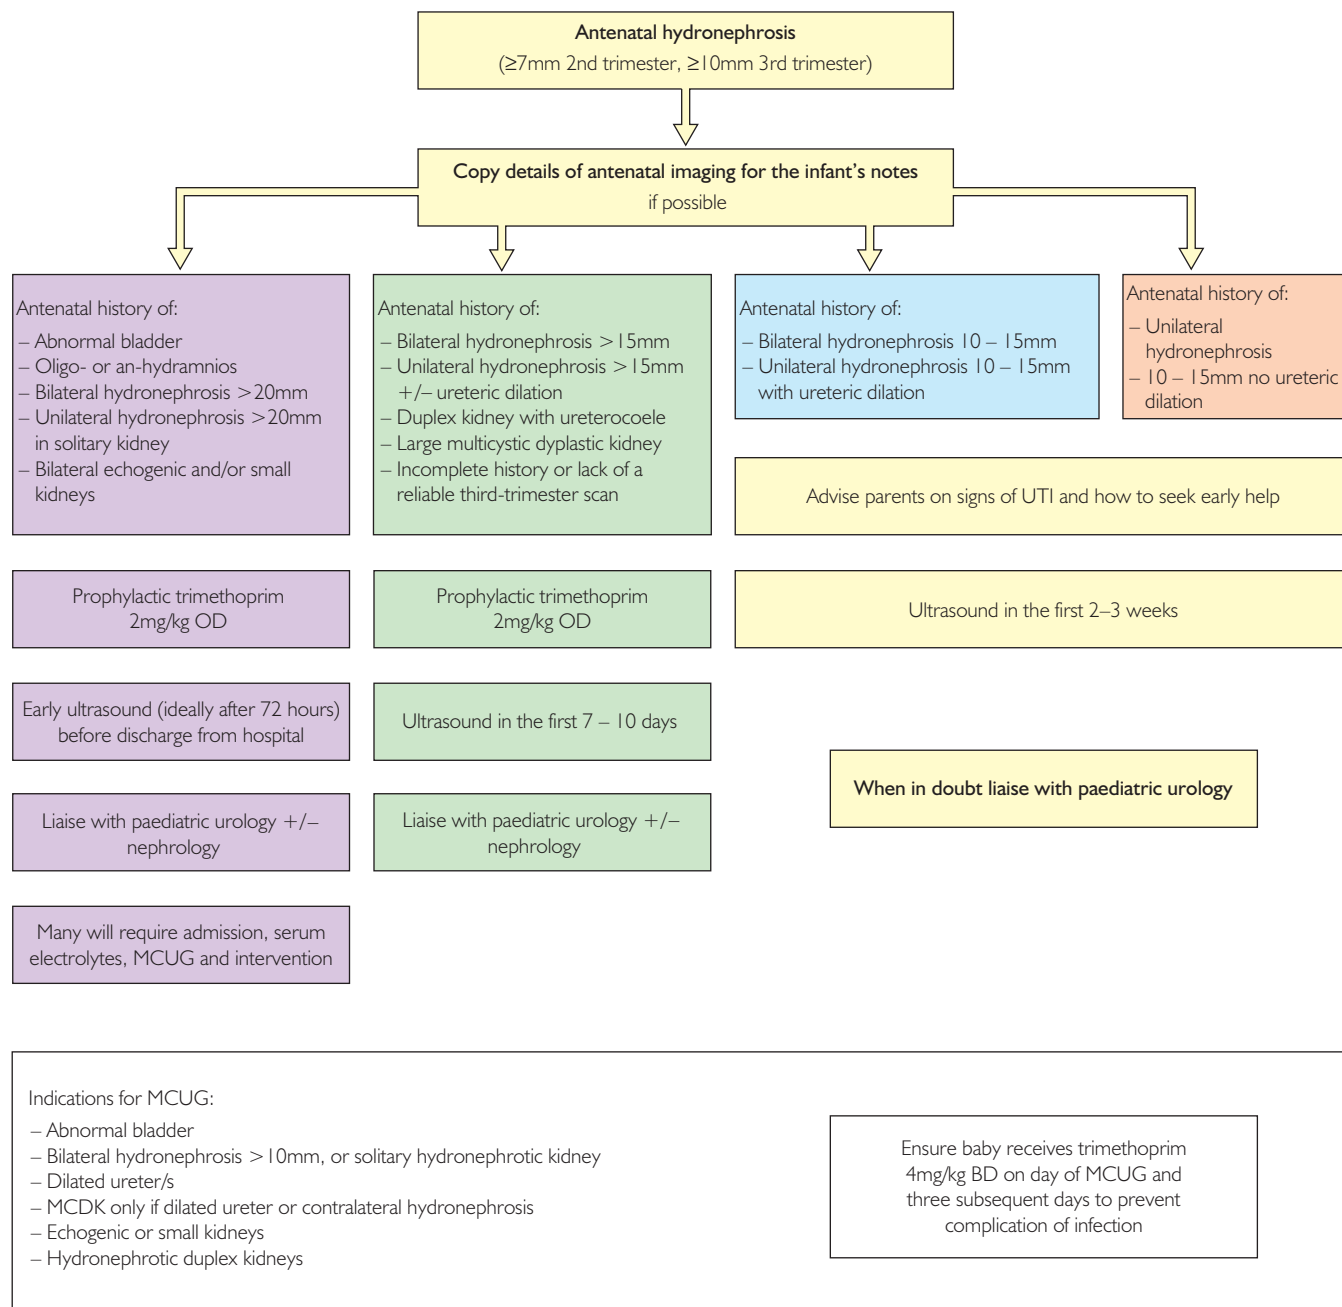 Antenatal hydronephrosis
(≥7mm 2nd trimester, ≥10mm 3rd trimester)
Copy details of antenatal imaging for the infant's notes
if possible
Antenatal history of:
– Abnormal bladder
– Oligo- or an-hydramnios
– Bilateral hydronephrosis >20mm
– Unilateral hydronephrosis >20mm
in solitary kidney
– Bilateral echogenic and/or small
kidneys
Antenatal history of:
– Bilateral hydronephrosis >15mm
– Unilateral hydronephrosis >15mm
+/– ureteric dilation
– Duplex kidney with ureterocoele
– Large multicystic dyplastic kidney
– Incomplete history or lack of a
reliable third-trimester scan
Antenatal history of:
– Bilateral hydronephrosis 10 – 15mm
– Unilateral hydronephrosis 10 – 15mm
with ureteric dilation
Antenatal history of:
– Unilateral
hydronephrosis
– 10 – 15mm no ureteric
dilation
Advise parents on signs of UTI and how to seek early help
Prophylactic trimethoprim
2mg/kg OD
Prophylactic trimethoprim
2mg/kg OD
Ultrasound in the first 2–3 weeks
Early ultrasound (ideally after 72 hours)
before discharge from hospital
Ultrasound in the first 7 – 10 days
When in doubt liaise with paediatric urology
Liaise with paediatric urology +/–
nephrology
Liaise with paediatric urology +/–
nephrology
Many will require admission, serum
electrolytes, MCUG and intervention
Indications for MCUG:
– Abnormal bladder
– Bilateral hydronephrosis >10mm, or solitary hydronephrotic kidney
– Dilated ureter/s
– MCDK only if dilated ureter or contralateral hydronephrosis
– Echogenic or small kidneys
– Hydronephrotic duplex kidneys
Ensure baby receives trimethoprim
4mg/kg BD on day of MCUG and
three subsequent days to prevent
complication of infection